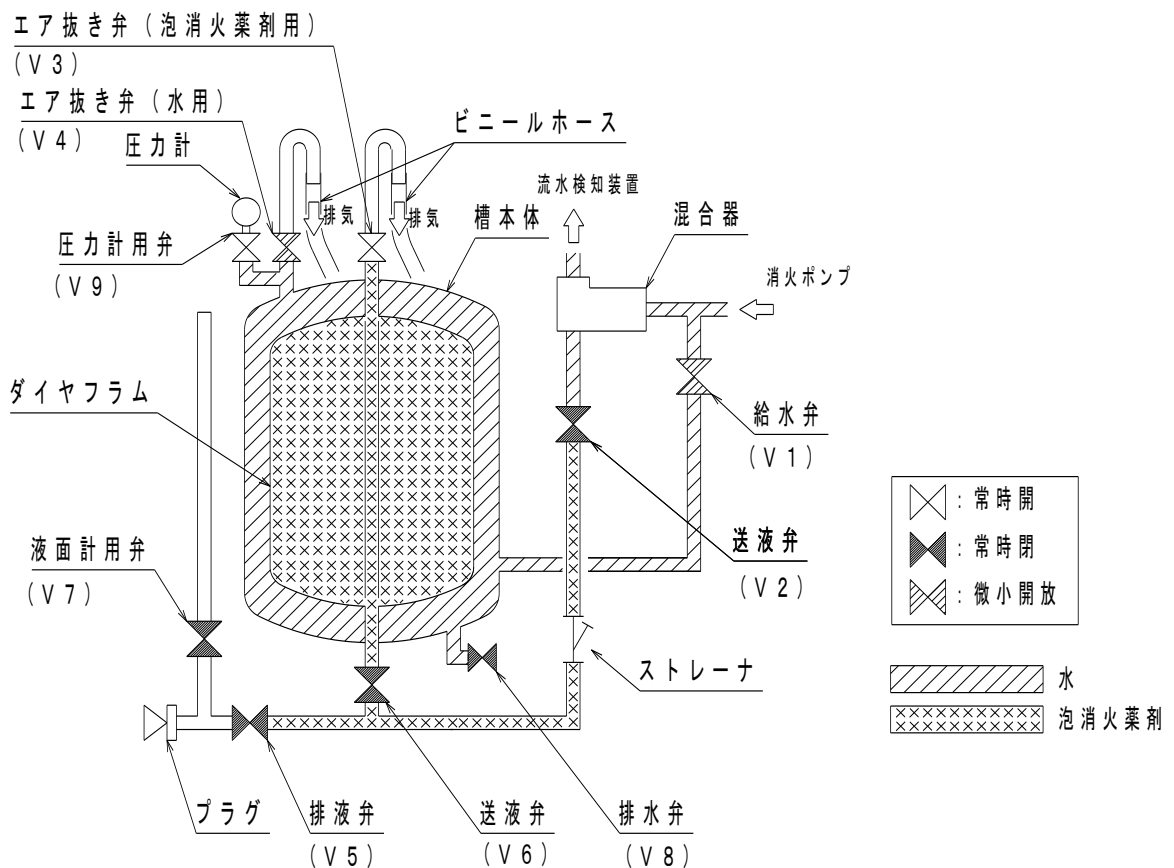 エア抜き弁（泡消火薬剤用）
（V3）
エア抜き弁（水用）
（V4）
圧力計
ビニールホース
排気
排気
流水検知装置
混合器
槽本体
圧力計用弁
（V9）
消火ポンプ
ダイヤフラム
給水弁
（V1）
液面計用弁
（V7）
送液弁
（V2）
：常時開
：常時閉
：微小開放
ストレーナ
水
泡消火薬剤
プラグ
排液弁
（V5）
送液弁
（V6）
排水弁
（V8）